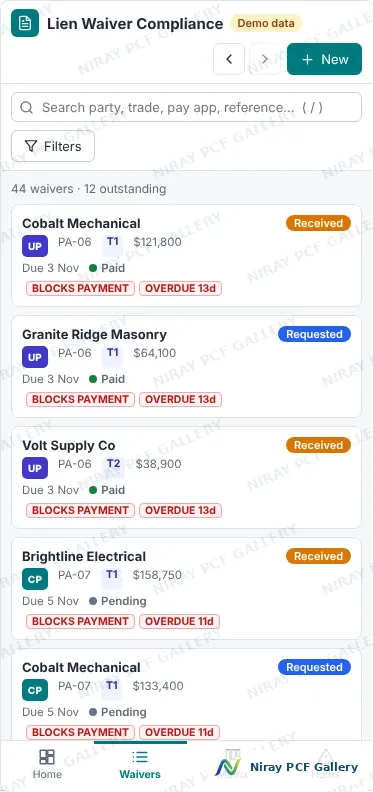 Lien Waiver Compliance Demo data
New
Search party, trade, pay app, reference... ( / )
Filters
44 waivers · 12 outstanding
Cobalt Mechanical Received
UP PA-06 T1 $121,800
Due 3 Nov Paid
BLOCKS PAYMENT OVERDUE 13d
Granite Ridge Masonry Requested
UP PA-06 T1 $64,100
Due 3 Nov Paid
BLOCKS PAYMENT OVERDUE 13d
Volt Supply Co Received
UP PA-06 T2 $38,900
Due 3 Nov Paid
BLOCKS PAYMENT OVERDUE 13d
Brightline Electrical Received
CP PA-07 T1 $158,750
Due 5 Nov Pending
BLOCKS PAYMENT OVERDUE 11d
Cobalt Mechanical Requested
CP PA-07 T1 $133,400
Due 5 Nov Pending
BLOCKS PAYMENT OVERDUE 11d
Home Waivers
Niray PCF Gallery
NIRAY PCF GALLERY